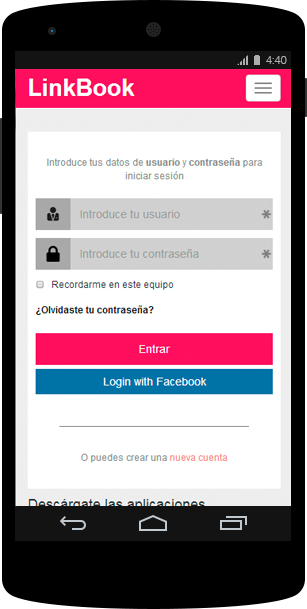 4:40
LinkBook
Introduce tus datos de usuario y contraseña para
iniciar sesión
Introduce tu usuario
Introduce tu contraseña
Recordarme en este equipo
¿Olvidaste tu contraseña?
Entrar
Login with Facebook
O puedes crear una nueva cuenta
Descárgate las aplicaciones